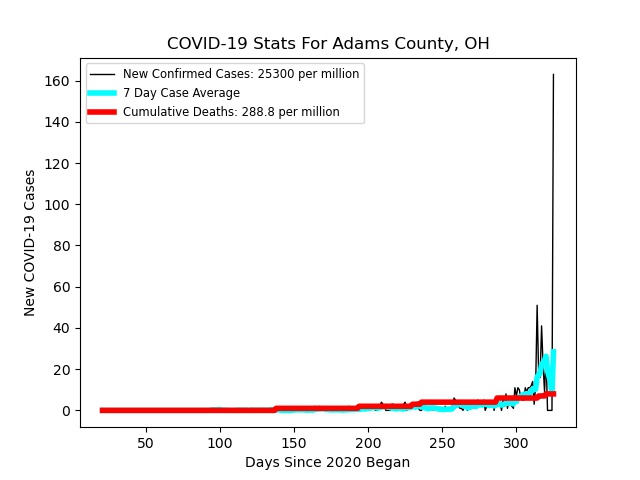 COVID-19 Stats For Adams County, OH
New Confirmed Cases: 25300 per million
7 Day Case Average
Cumulative Deaths: 288.8 per million
160
140
120
100
80
60
40
20
0
New COVID-19 Cases
50 100 150 200 250 300
Days Since 2020 Began